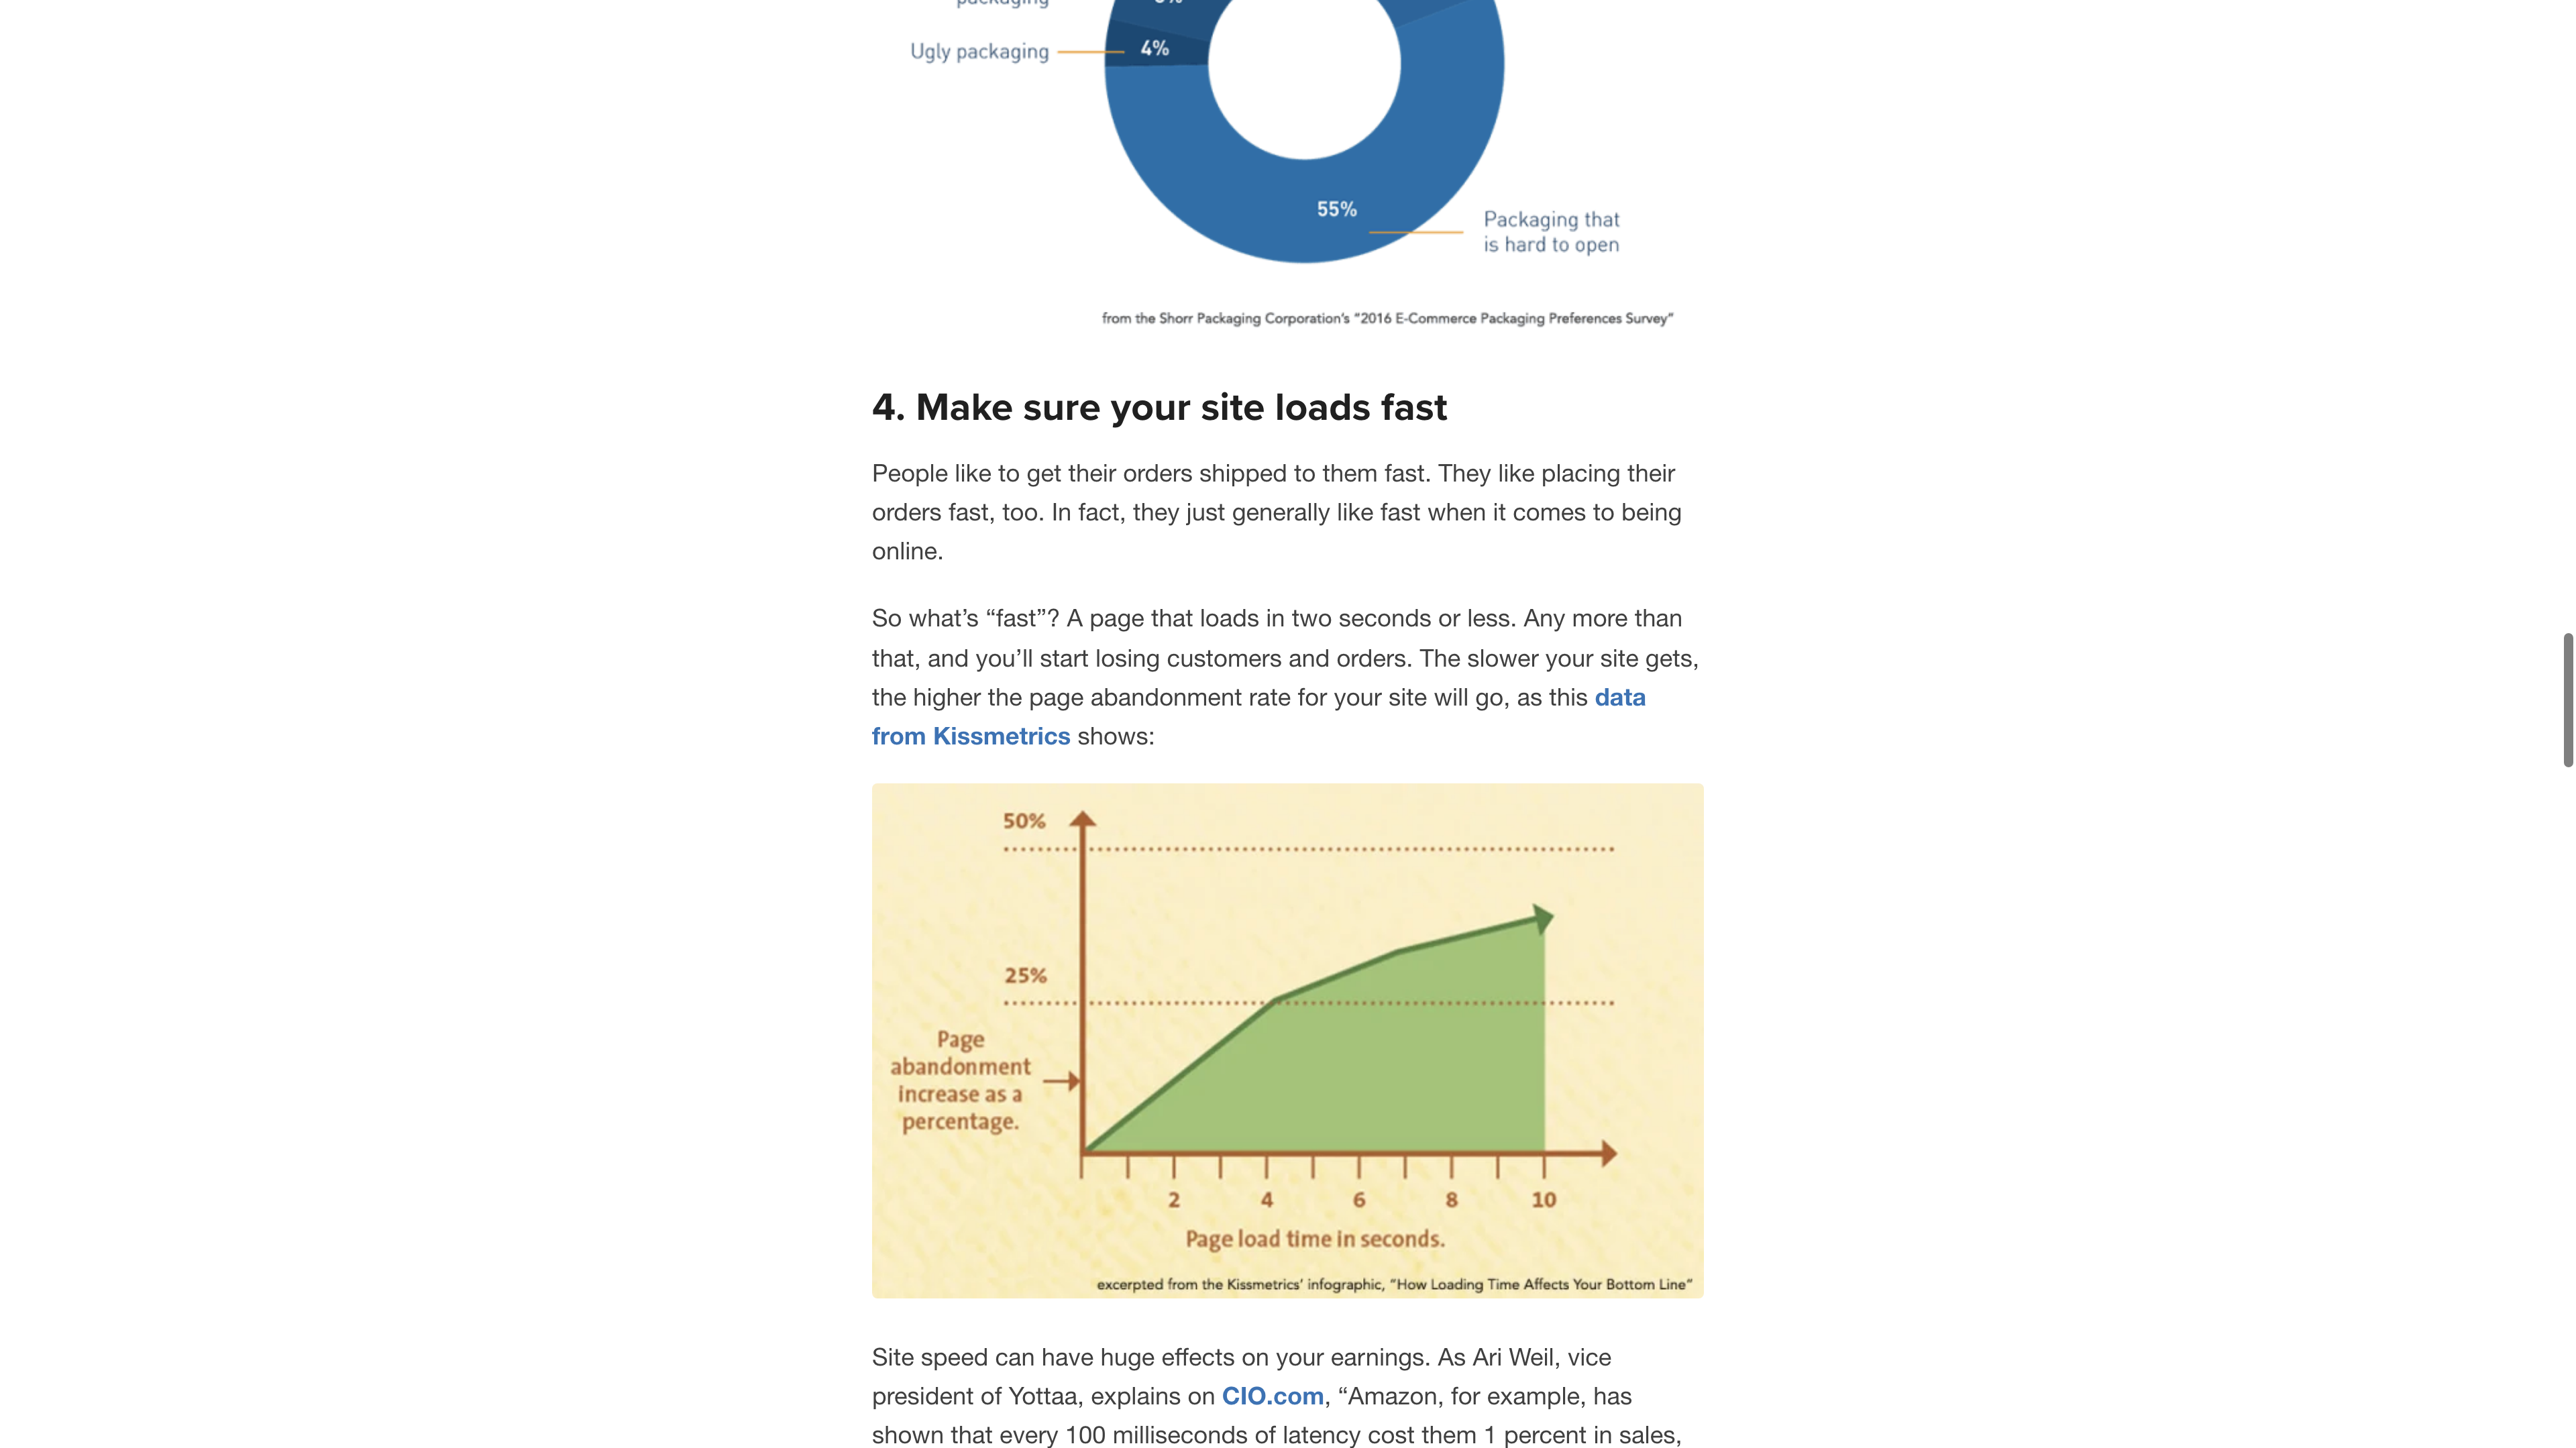 packaging
Ugly packaging
4%
55%
Packaging that
is hard to open
from the Shorr Packaging Corporation's "2016 E-Commerce Packaging Preferences Survey"
4. Make sure your site loads fast
People like to get their orders shipped to them fast. They like placing their
orders fast, too. In fact, they just generally like fast when it comes to being
online.
So what’s “fast”? A page that loads in two seconds or less. Any more than
that, and you’ll start losing customers and orders. The slower your site gets,
the higher the page abandonment rate for your site will go, as this data
from Kissmetrics shows:
50%
25%
Page
abandonment
increase as a
percentage.
2 4 6 8 10
Page load time in seconds.
excerpted from the Kissmetrics' infographic, "How Loading Time Affects Your Bottom Line"
Site speed can have huge effects on your earnings. As Ari Weil, vice
president of Yottaa, explains on CIO.com, “Amazon, for example, has
shown that every 100 milliseconds of latency cost them 1 percent in sales,